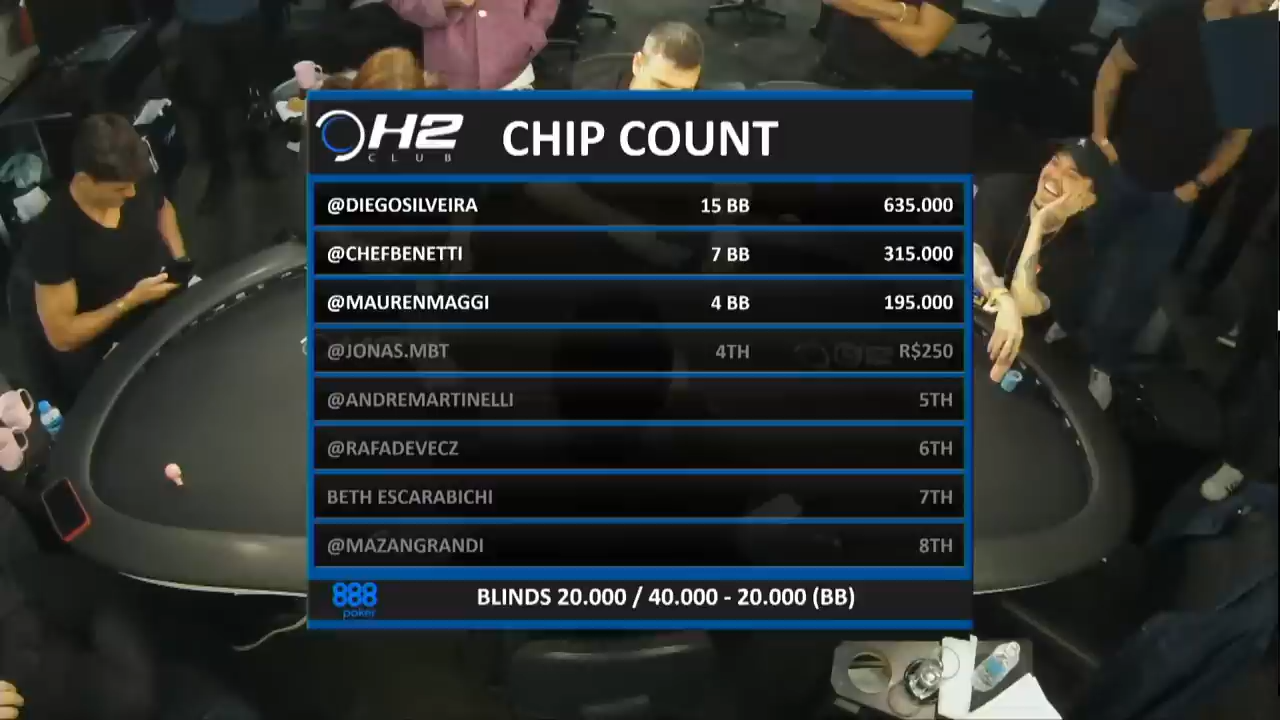 H2 CLUB CHIP COUNT
@DIEGOSILVEIRA 15 BB 635.000
@CHEFBENETTI 7 BB 315.000
@MAURENMAGGI 4 BB 195.000
@JONAS.MBT 4TH R$250
@ANDREMARTINELLI 5TH
@RAFADEVECZ 6TH
BETH ESCARABICHI 7TH
@MAZANGRANDI 8TH
888 poker BLINDS 20.000 / 40.000 - 20.000 (BB)